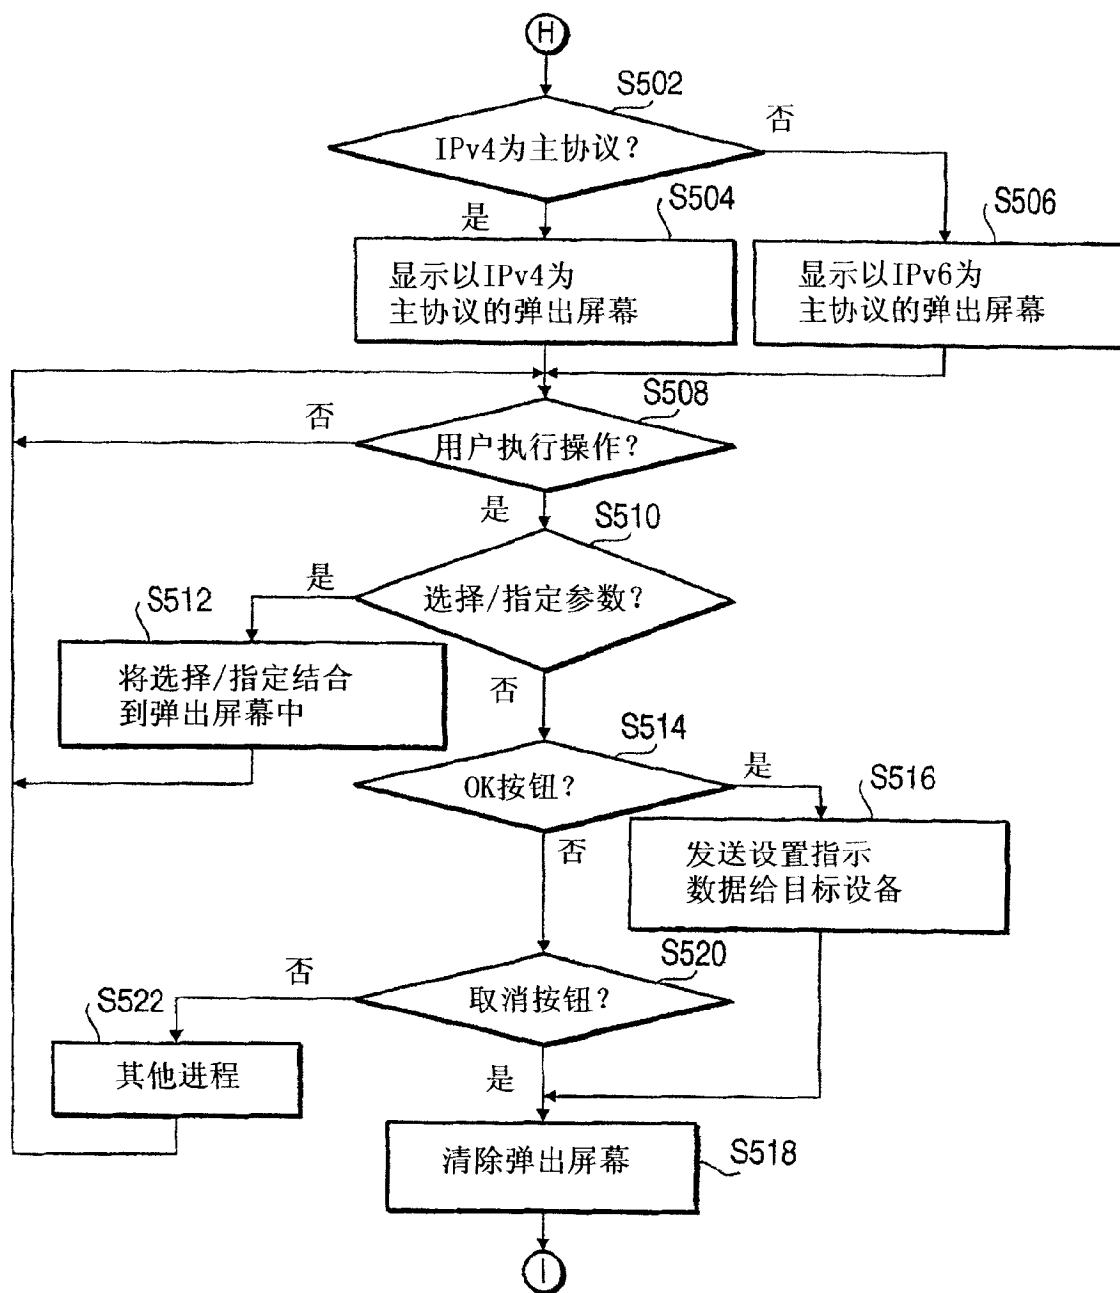 H
S502
IPv4为主协议?
否
是
S504
S506
显示以IPv4为
主协议的弹出屏幕
显示以IPv6为
主协议的弹出屏幕
S508
否
用户执行操作?
是
S510
是
选择/指定参数?
S512
将选择/指定结合
到弹出屏幕中
否
S514
OK按钮?
是
S516
否
发送设置指示
数据给目标设备
S520
否
取消按钮?
S522
其他进程
是
清除弹出屏幕
S518
I